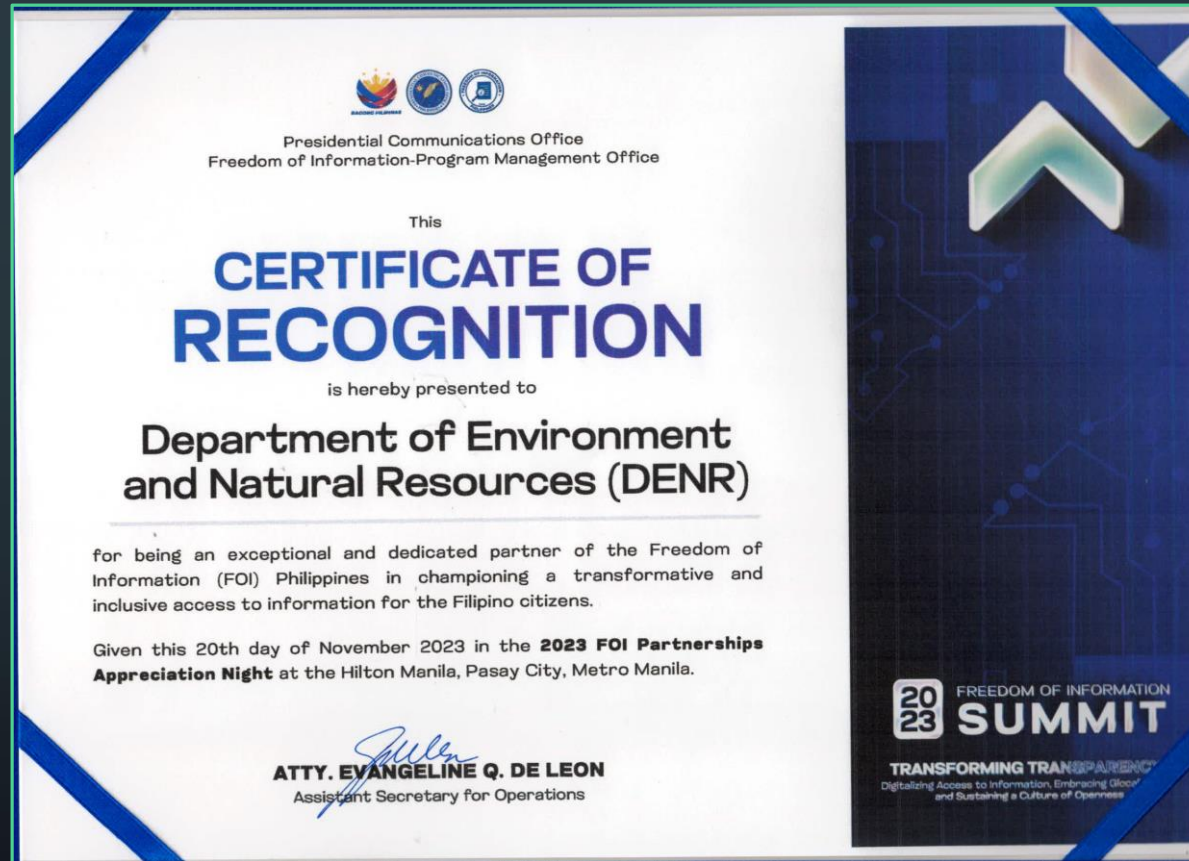 BAGONG PILIPINAS
Presidential Communications Office
Freedom of Information-Program Management Office
This
CERTIFICATE OF
RECOGNITION
is hereby presented to
Department of Environment
and Natural Resources (DENR)
for being an exceptional and dedicated partner of the Freedom of
Information (FOI) Philippines in championing a transformative and
inclusive access to information for the Filipino citizens.
Given this 20th day of November 2023 in the 2023 FOI Partnerships
Appreciation Night at the Hilton Manila, Pasay City, Metro Manila.
ATTY. EVANGELINE Q. DE LEON
Assistant Secretary for Operations
20
23
FREEDOM OF INFORMATION
SUMMIT
TRANSFORMING TRANSPARENCY
Digitalizing Access to Information, Embracing
and Sustaining a Culture of Openness